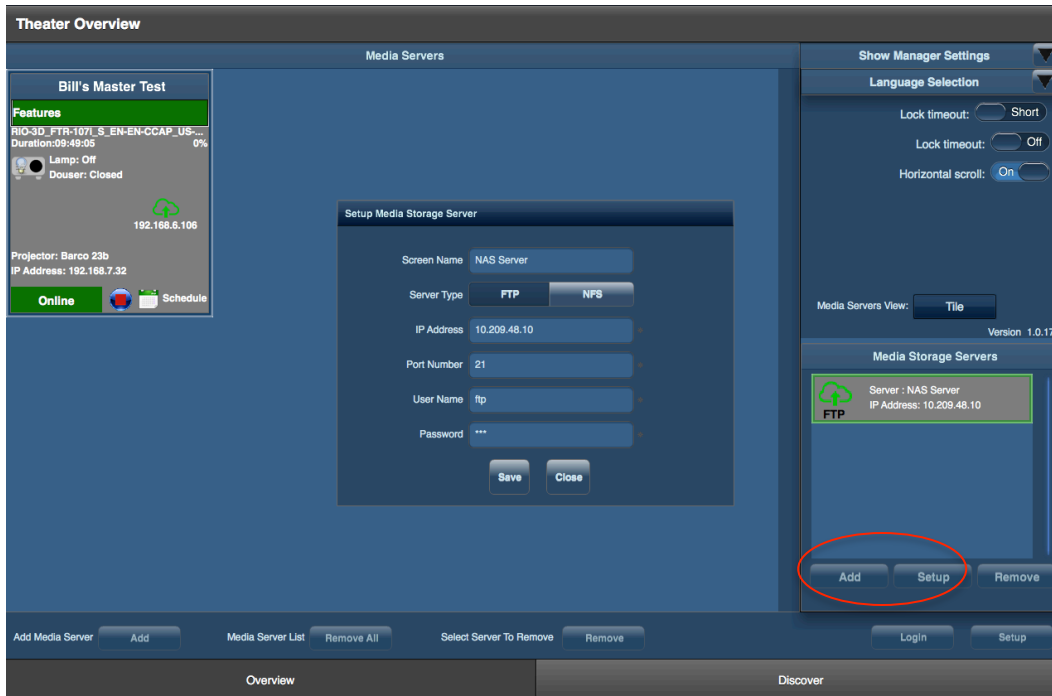 Theater Overview
Media Servers
Bill's Master Test
Features
RIO-3D_FTR-107I_S_EN-EN-CCAP_US-...
Duration:09:49:05 0%
Lamp: Off
Douser: Closed
192.168.6.106
Projector: Barco 23b
IP Address: 192.168.7.32
Online Schedule
Setup Media Storage Server
Screen Name NAS Server
Server Type FTP NFS
IP Address 10.209.48.10
Port Number 21
User Name ftp
Password ***
Save Close
Show Manager Settings
Language Selection
Lock timeout: Short
Lock timeout: Off
Horizontal scroll: On
Media Servers View: Tile
Version 1.0.17
Media Storage Servers
Server : NAS Server
IP Address: 10.209.48.10
FTP
Add Setup Remove
Add Media Server Add Media Server List Remove All Select Server To Remove Remove Login Setup
Overview Discover